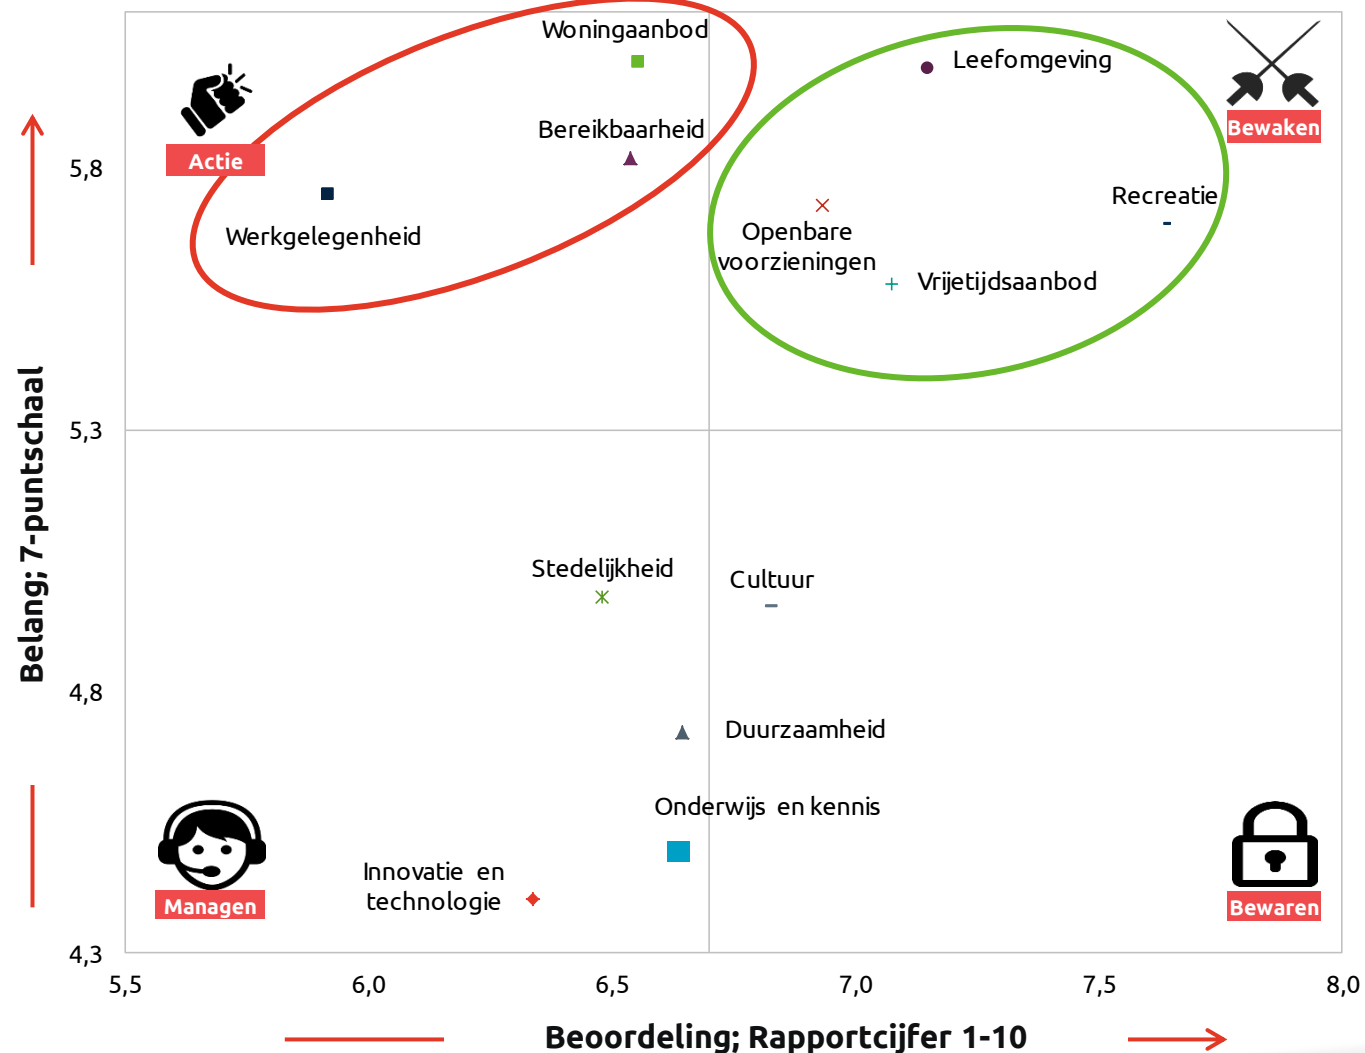 Woningaanbod
Leefomgeving
Bewaken
Bereikbaarheid
Actie
5,8
Recreatie
Werkgelegenheid
Openbare
voorzieningen
Vrijetijdsaanbod
Belang; 7-puntschaal
5,3
Stedelijkheid
Cultuur
4,8
Duurzaamheid
Onderwijs en kennis
Innovatie en
technologie
Managen
Bewaren
4,3
5,5 6,0 6,5 7,0 7,5 8,0
Beoordeling; Rapportcijfer 1-10